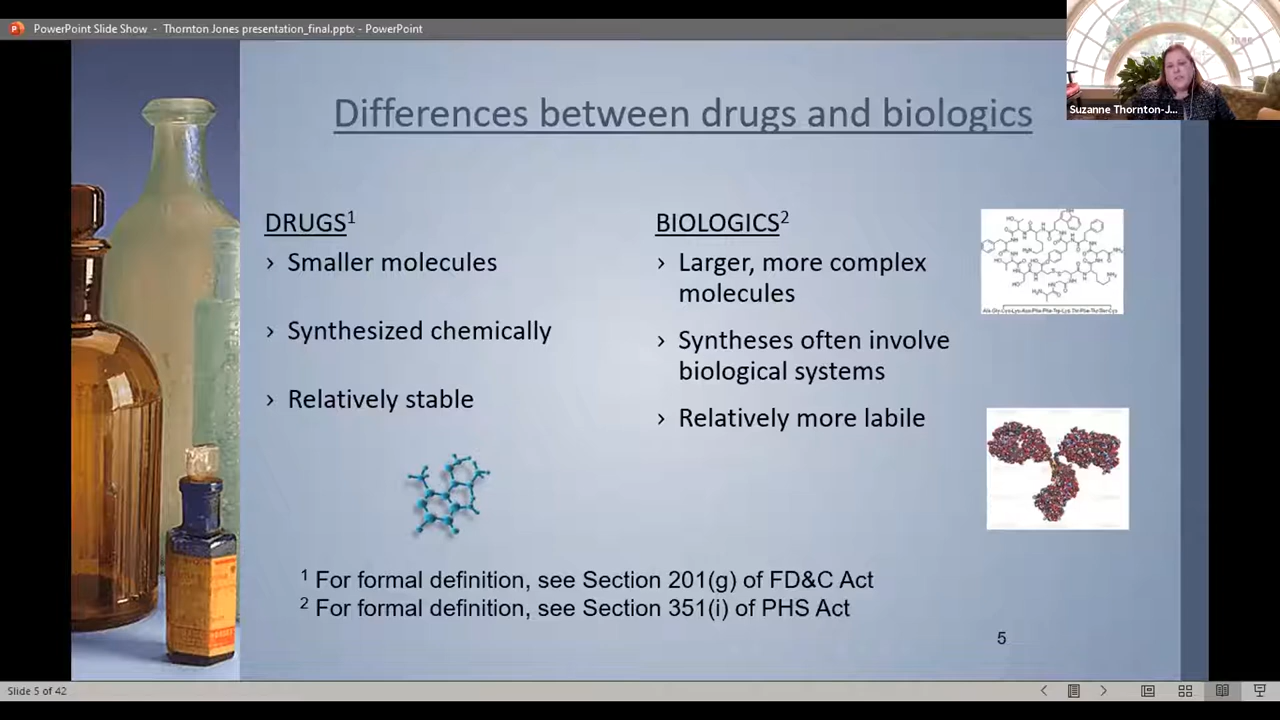 PowerPoint Slide Show - Thornton Jones presentation_final.pptx - PowerPoint
Suzanne Thornton-J...
Differences between drugs and biologics
DRUGS1
› Smaller molecules
› Synthesized chemically
› Relatively stable
BIOLOGICS2
› Larger, more complex
molecules
› Syntheses often involve
biological systems
› Relatively more labile
1 For formal definition, see Section 201(g) of FD&C Act
2 For formal definition, see Section 351(i) of PHS Act
5
Slide 5 of 42